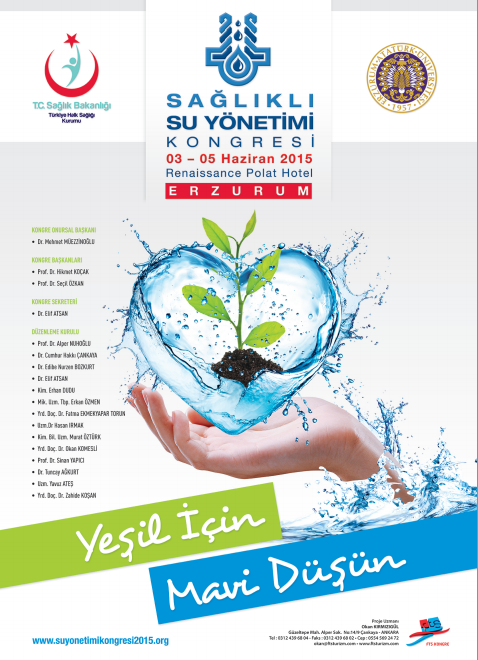 T.C. Sağlık Bakanlığı
Türkiye Halk Sağlığı
Kurumu
SAĞLIKLI
SU YÖNETİMİ
KONGRESİ
03 – 05 Haziran 2015
Renaissance Polat Hotel
ERZURUM
ERZURUM·ATATÜRK·ÜNİVERSİTESİ
1957
KONGRE ONURSAL BAŞKANI
• Dr. Mehmet MÜEZZİNOĞLU
KONGRE BAŞKANLARI
• Prof. Dr. Hikmet KOÇAK
• Prof. Dr. Seçil ÖZKAN
KONGRE SEKRETERİ
• Dr. Elif ATSAN
DÜZENLEME KURULU
• Prof. Dr. Alper NUHOĞLU
• Dr. Cumhur Hakkı ÇANKAYA
• Dr. Edibe Nurzen BOZKURT
• Dr. Elif ATSAN
• Kim. Erhan DUDU
• Mik. Uzm. Tbp. Erkan ÖZMEN
• Yrd. Doç. Dr. Fatma EKMEKYAPAR TORUN
• Uzm.Dr Hasan IRMAK
• Kim. Bil. Uzm. Murat ÖZTÜRK
• Yrd. Doç. Dr. Okan KOMESLİ
• Prof. Dr. Sinan YAPICI
• Dr. Tuncay AĞKURT
• Uzm. Yavuz ATEŞ
• Yrd. Doç. Dr. Zahide KOŞAN
Yeşil İçin
Mavi Düşün
www.suyonetimikongresi2015.org
Proje Uzmanı
Okan KIRMIZIGÜL
Güzeltepe Mah, Alper Sok. No:14/9 Çankaya - ANKARA
Tel : 0312 439 68 04 - Faks : 0312 439 68 02 - Cep : 0554 569 24 72
okan@ftsturizm.com - www.ftsturizm.com
FTS KONGRE